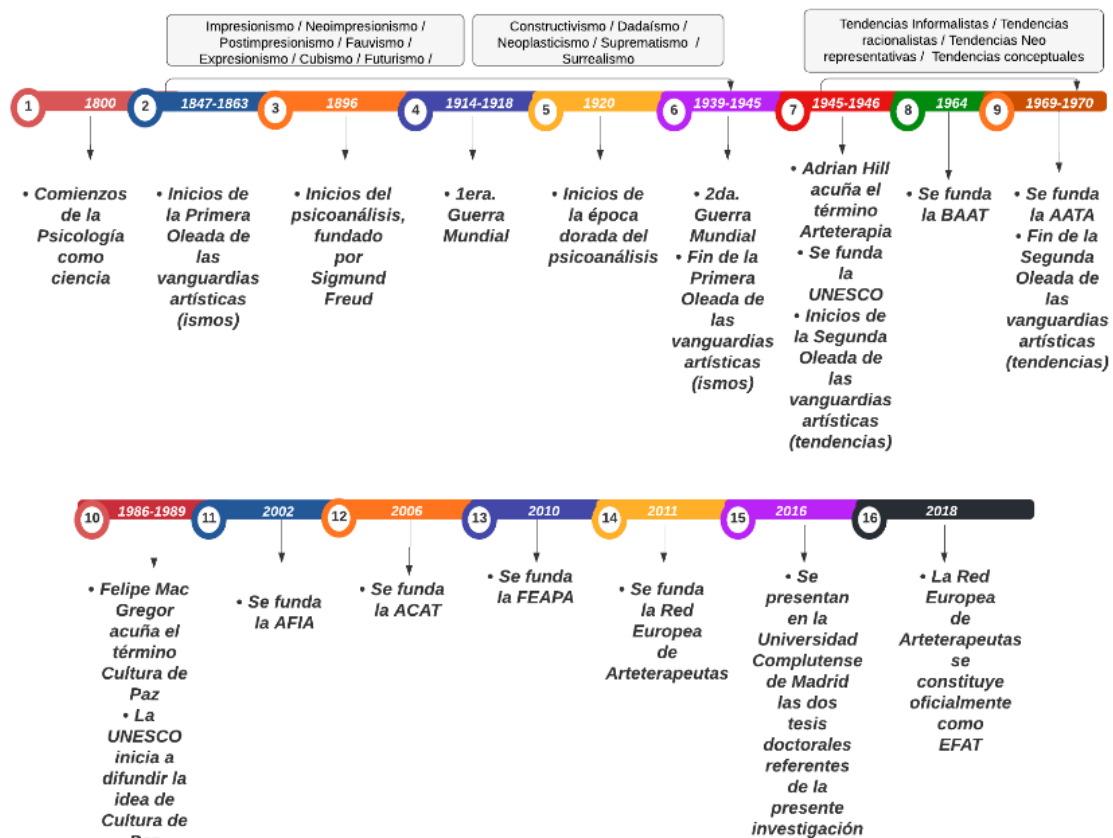 Impresionismo / Neoimpresionismo /
Postimpresionismo / Fauvismo /
Expresionismo / Cubismo / Futurismo /
Constructivismo / Dadaísmo /
Neoplasticismo / Suprematismo /
Surrealismo
Tendencias Informalistas / Tendencias
racionalistas / Tendencias Neo
representativas / Tendencias conceptuales
1 1800
2 1847-1863
3 1896
4 1914-1918
5 1920
6 1939-1945
7 1945-1946
8 1964
9 1969-1970
• Comienzos
de la
Psicología
como
ciencia
• Inicios de
la Primera
Oleada de
las
vanguardias
artísticas
(ismos)
• Inicios del
psicoanálisis,
fundado
por
Sigmund
Freud
• 1era.
Guerra
Mundial
• Inicios de
la época
dorada del
psicoanálisis
• 2da.
Guerra
Mundial
• Fin de la
Primera
Oleada de
las
vanguardias
artísticas
(ismos)
• Adrian Hill
acuña el
término
Arteterapia
• Se funda
la
UNESCO
• Inicios de
la Segunda
Oleada de
las
vanguardias
artísticas
(tendencias)
• Se funda
la BAAT
• Se funda
la AATA
• Fin de la
Segunda
Oleada de
las
vanguardias
artísticas
(tendencias)
10 1986-1989
11 2002
12 2006
13 2010
14 2011
15 2016
16 2018
• Felipe Mac
Gregor
acuña el
término
Cultura de
Paz
• La
UNESCO
inicia a
difundir la
idea de
Cultura de
• Se funda
la AFIA
• Se funda
la ACAT
• Se funda
la FEAPA
• Se funda
la Red
Europea
de
Arteterapeutas
• Se
presentan
en la
Universidad
Complutense
de Madrid
las dos
tesis
doctorales
referentes
de la
presente
investigación
• La Red
Europea
de
Arteterapeutas
se
constituye
oficialmente
como
EFAT